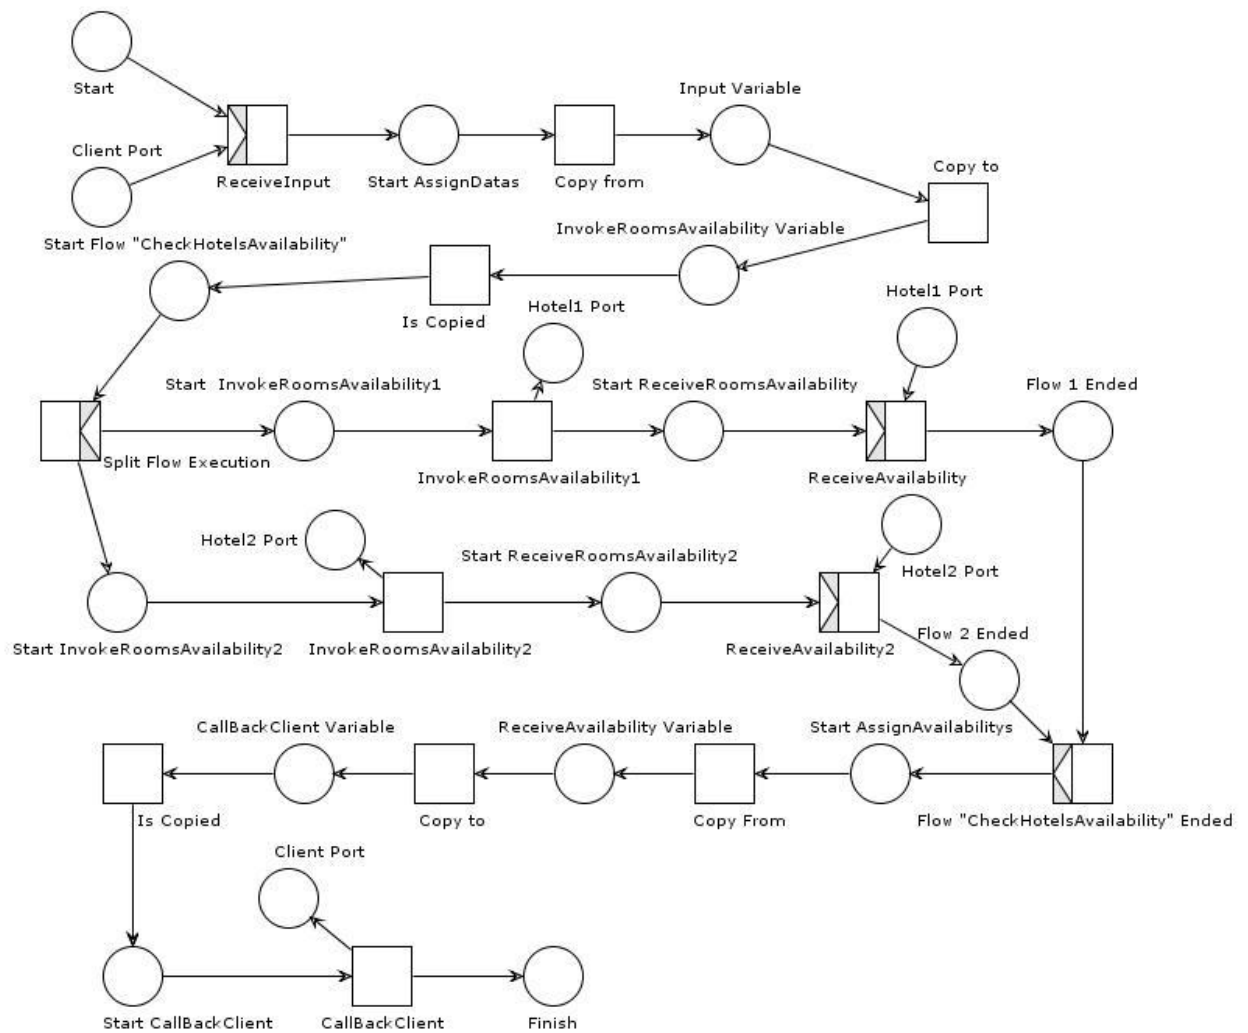 Start
Client Port
ReceiveInput
Start AssignDatas
Copy from
Input Variable
Copy to
Start Flow "CheckHotelsAvailability"
InvokeRoomsAvailability Variable
Is Copied
Hotel1 Port
Hotel1 Port
Start  InvokeRoomsAvailability1
Start ReceiveRoomsAvailability
Flow 1 Ended
Split Flow Execution
InvokeRoomsAvailability1
ReceiveAvailability
Hotel2 Port
Start ReceiveRoomsAvailability2
Hotel2 Port
Start InvokeRoomsAvailability2
InvokeRoomsAvailability2
ReceiveAvailability2
Flow 2 Ended
CallBackClient Variable
ReceiveAvailability Variable
Start AssignAvailabilitys
Is Copied
Copy to
Copy From
Flow "CheckHotelsAvailability" Ended
Client Port
Start CallBackClient
CallBackClient
Finish